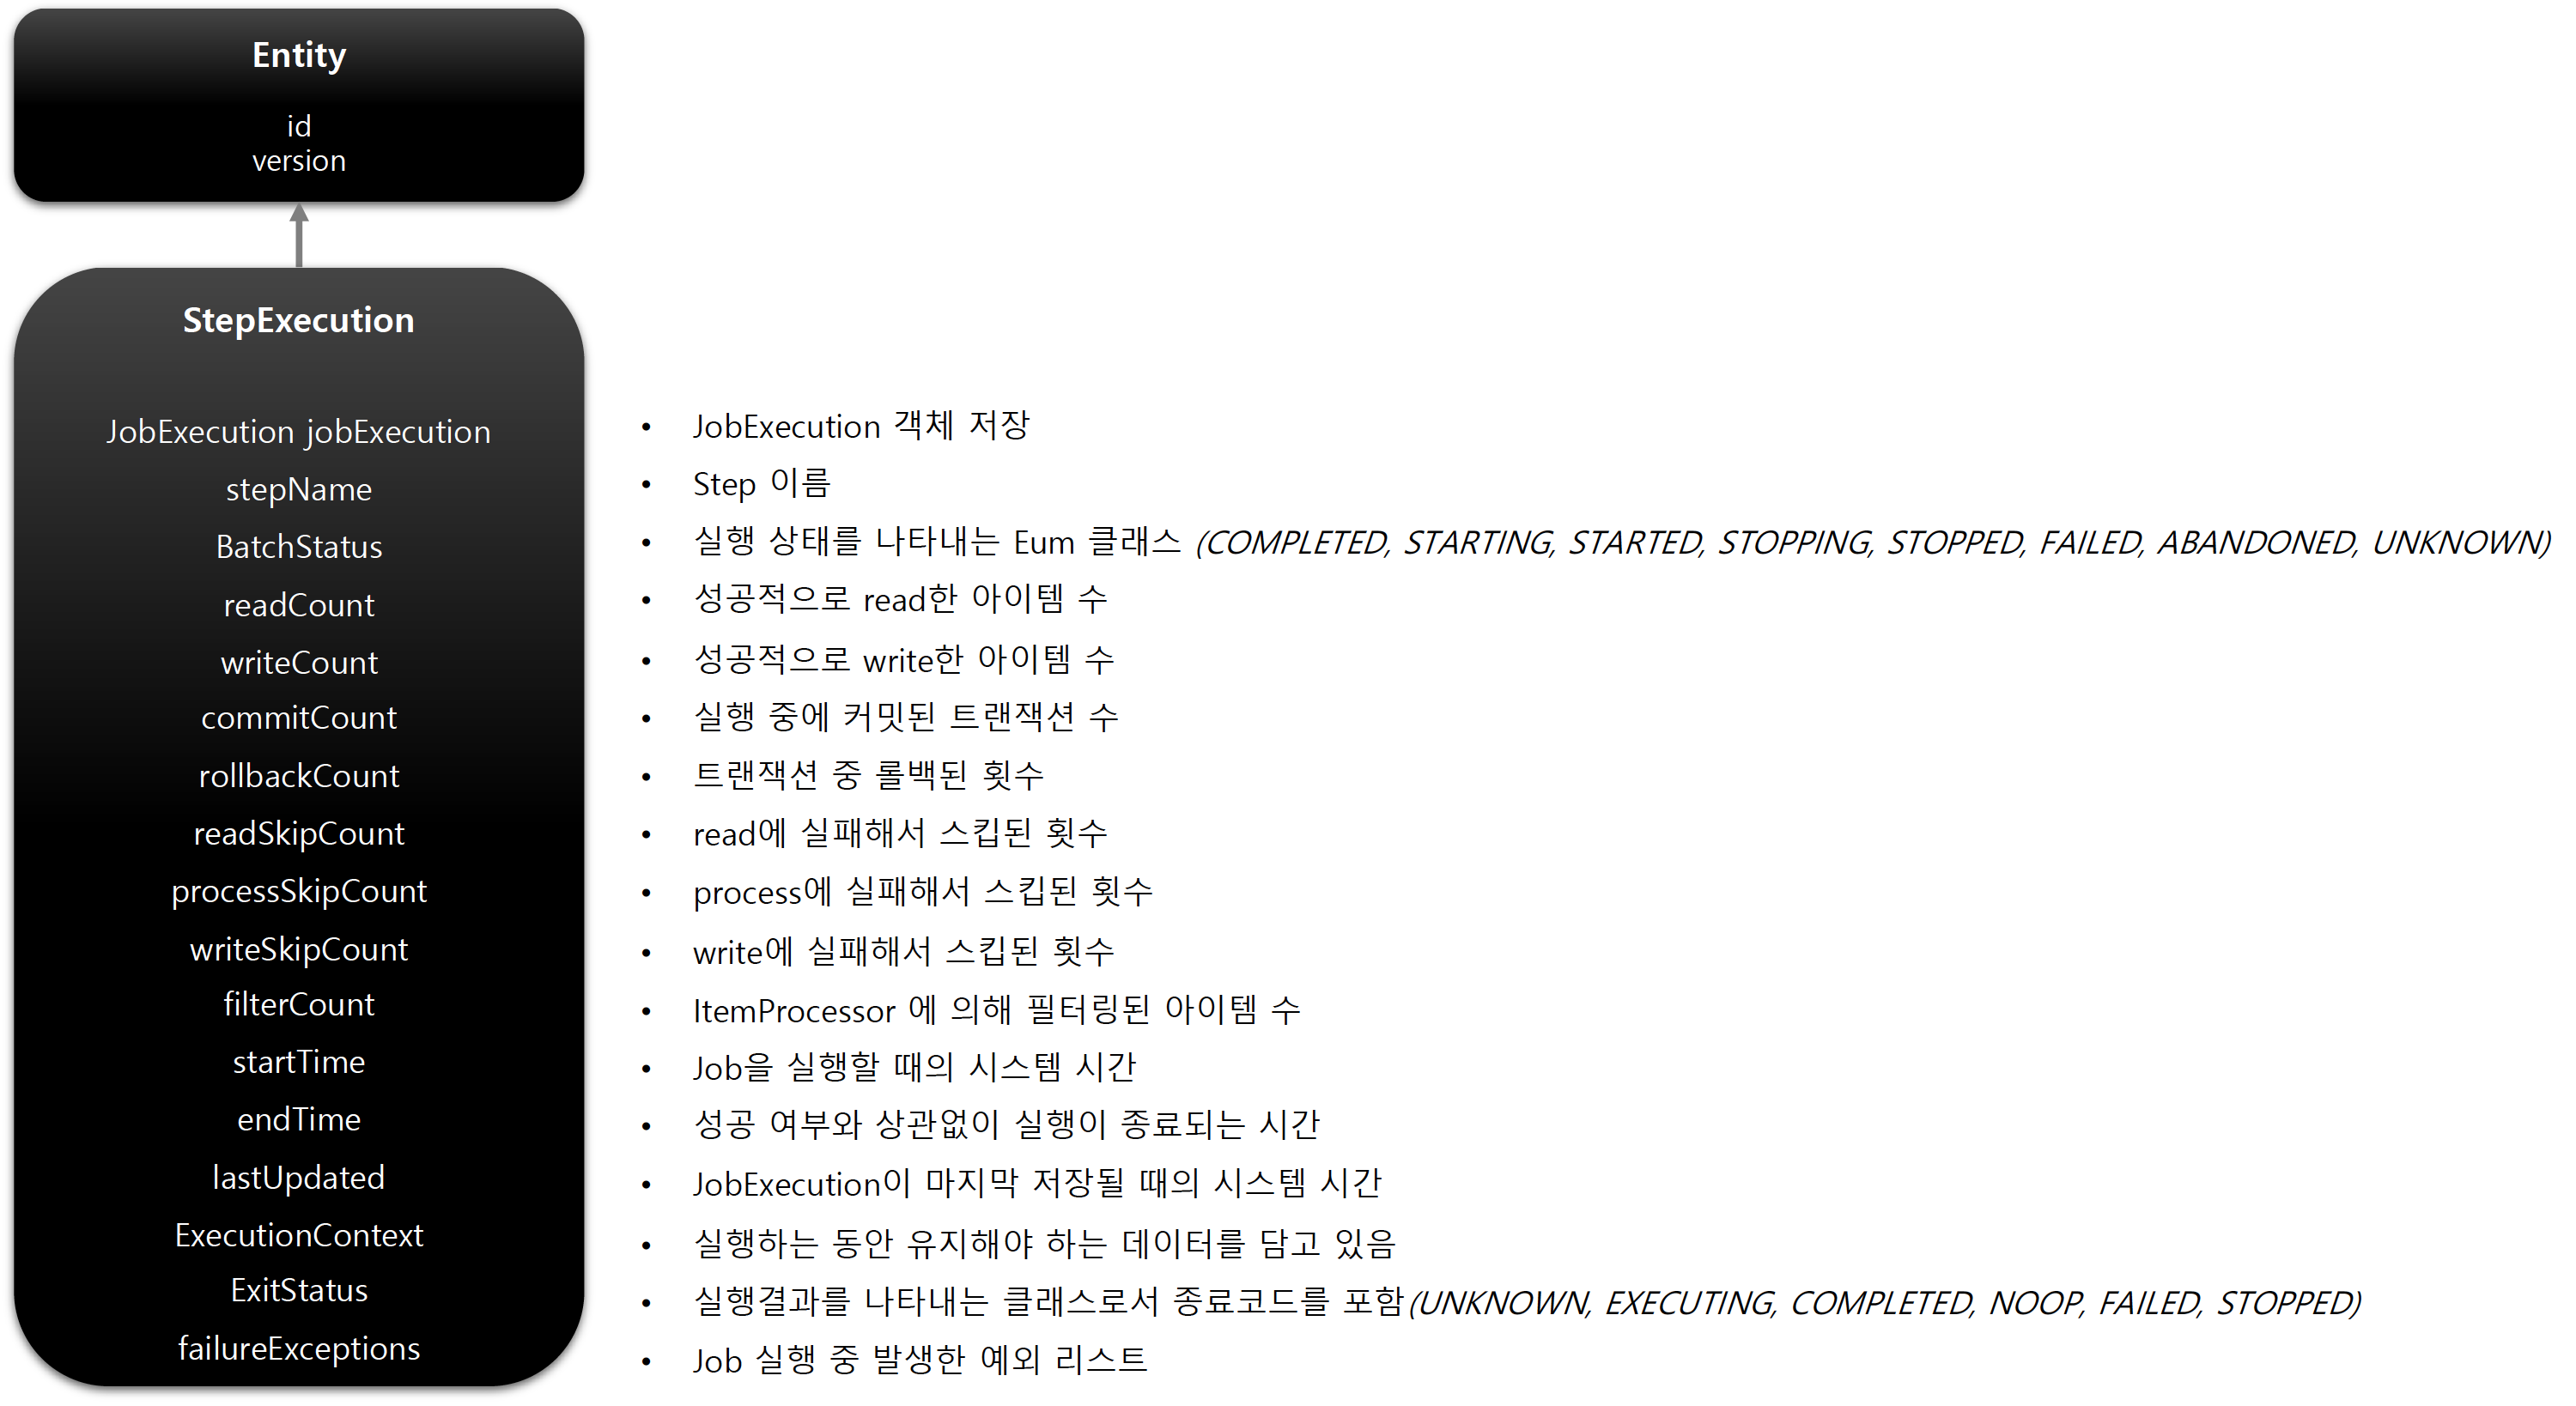 Entity
id
version
StepExecution
JobExecution jobExecution
stepName
BatchStatus
readCount
writeCount
commitCount
rollbackCount
readSkipCount
processSkipCount
writeSkipCount
filterCount
startTime
endTime
lastUpdated
ExecutionContext
ExitStatus
failureExceptions
• JobExecution 객체 저장
• Step 이름
• 실행 상태를 나타내는 Eum 클래스 (COMPLETED, STARTING, STARTED, STOPPING, STOPPED, FAILED, ABANDONED, UNKNOWN)
• 성공적으로 read한 아이템 수
• 성공적으로 write한 아이템 수
• 실행 중에 커밋된 트랜잭션 수
• 트랜잭션 중 롤백된 횟수
• read에 실패해서 스킵된 횟수
• process에 실패해서 스킵된 횟수
• write에 실패해서 스킵된 횟수
• ItemProcessor 에 의해 필터링된 아이템 수
• Job을 실행할 때의 시스템 시간
• 성공 여부와 상관없이 실행이 종료되는 시간
• JobExecution이 마지막 저장될 때의 시스템 시간
• 실행하는 동안 유지해야 하는 데이터를 담고 있음
• 실행결과를 나타내는 클래스로서 종료코드를 포함(UNKNOWN, EXECUTING, COMPLETED, NOOP, FAILED, STOPPED)
• Job 실행 중 발생한 예외 리스트